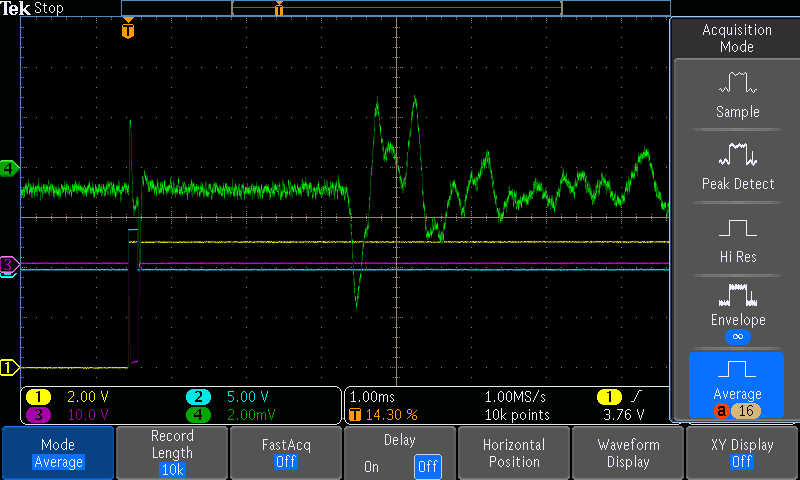 Tek Stop
T
T
Acquisition
Mode
Sample
Peak Detect
Hi Res
Envelope
∞
Average
a 16
4
3
1
1 2.00 V 2 5.00 V
3 10.0 V 4 2.00mV
1.00ms 1.00MS/s 1
T 14.30 % 10k points 3.76 V
Mode
Average
Record
Length
10k
FastAcq
Off
Delay
On Off
Horizontal
Position
Waveform
Display
XY Display
Off